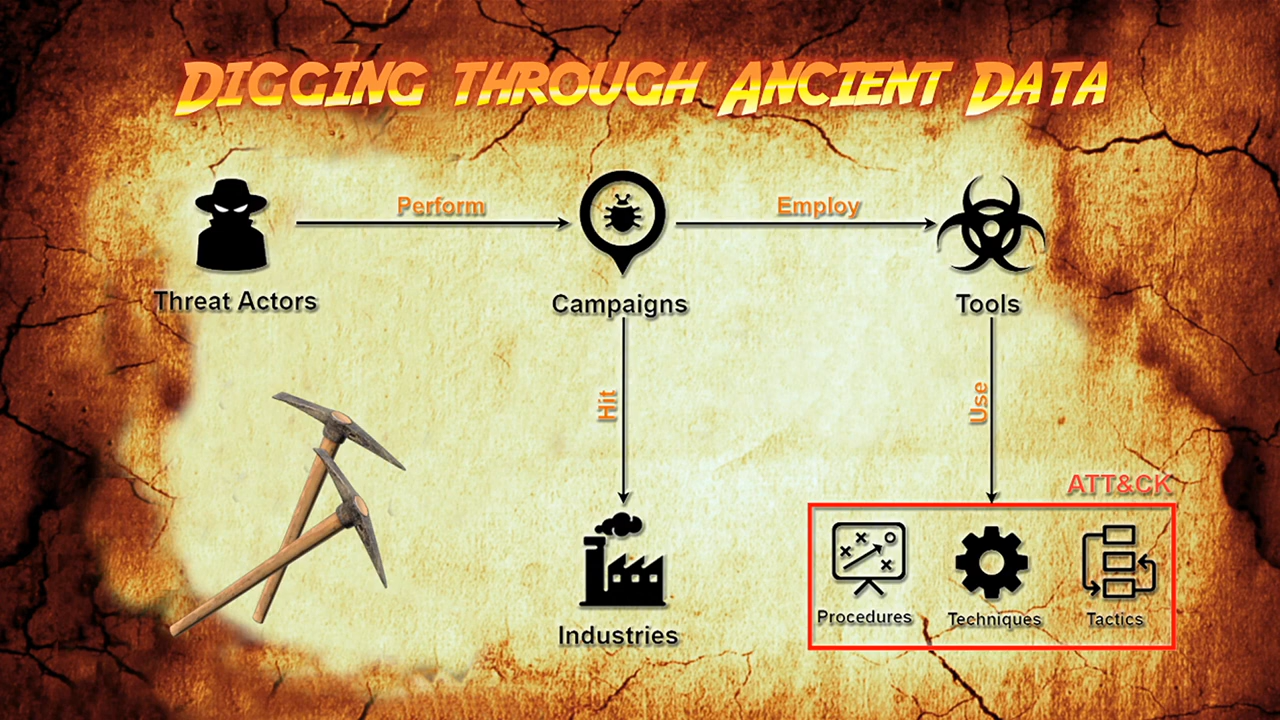 Digging through Ancient Data
Perform
Employ
Threat Actors
Campaigns
Tools
Hit
Use
ATT&CK
Procedures
Techniques
Tactics
Industries